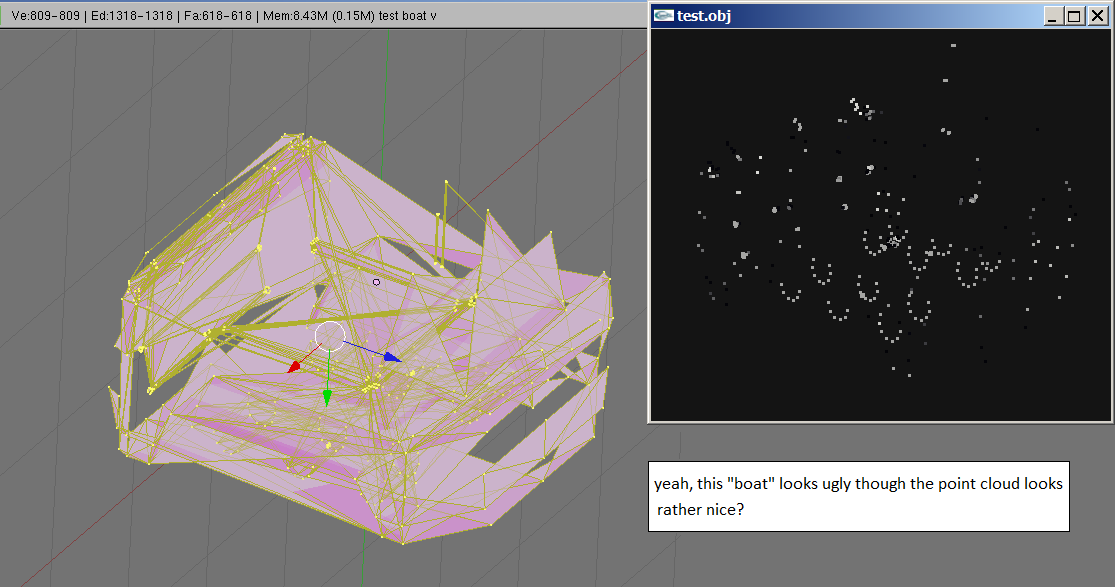 Ve:809-809 | Ed:1318-1318 | Fa:618-618 | Mem:8.43M (0.15M) test boat v
test.obj
yeah, this "boat" looks ugly though the point cloud looks
rather nice?